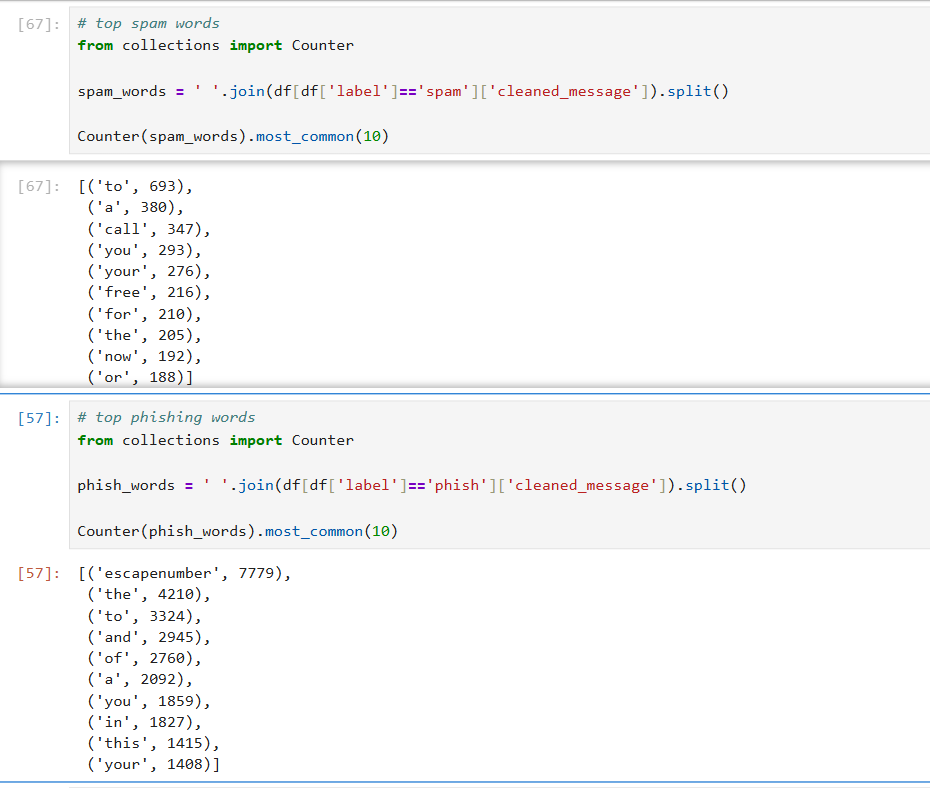 [67]: # top spam words
from collections import Counter
spam_words = ' '.join(df[df['label']=='spam']['cleaned_message']).split()
Counter(spam_words).most_common(10)
[67]: [('to', 693),
('a', 380),
('call', 347),
('you', 293),
('your', 276),
('free', 216),
('for', 210),
('the', 205),
('now', 192),
('or', 188)]
[57]: # top phishing words
from collections import Counter
phish_words = ' '.join(df[df['label']=='phish']['cleaned_message']).split()
Counter(phish_words).most_common(10)
[57]: [('escapenumber', 7779),
('the', 4210),
('to', 3324),
('and', 2945),
('of', 2760),
('a', 2092),
('you', 1859),
('in', 1827),
('this', 1415),
('your', 1408)]